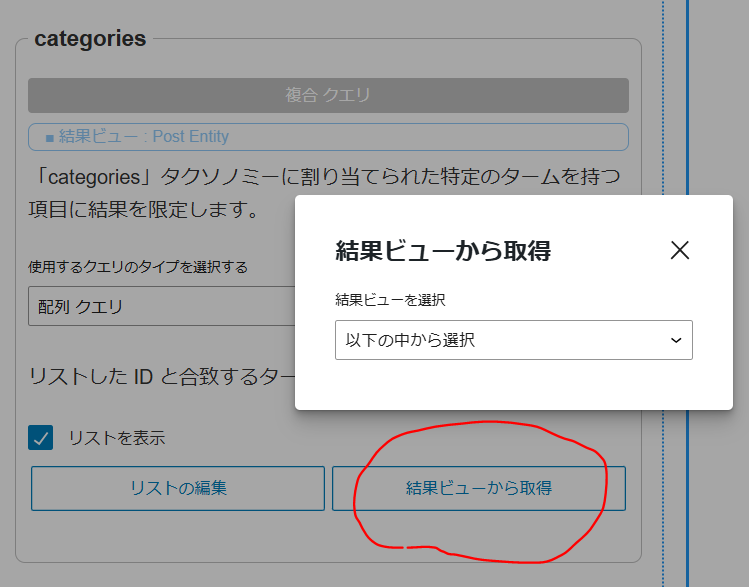 categories
複合 クエリ
■ 結果ビュー : Post Entity
「categories」タクソノミーに割り当てられた特定のタームを持つ
項目に結果を限定します。
使用するクエリのタイプを選択する
配列 クエリ
リストした ID と合致するター
リストを表示
リストの編集
結果ビューから取得
結果ビューから取得
結果ビューを選択
以下の中から選択